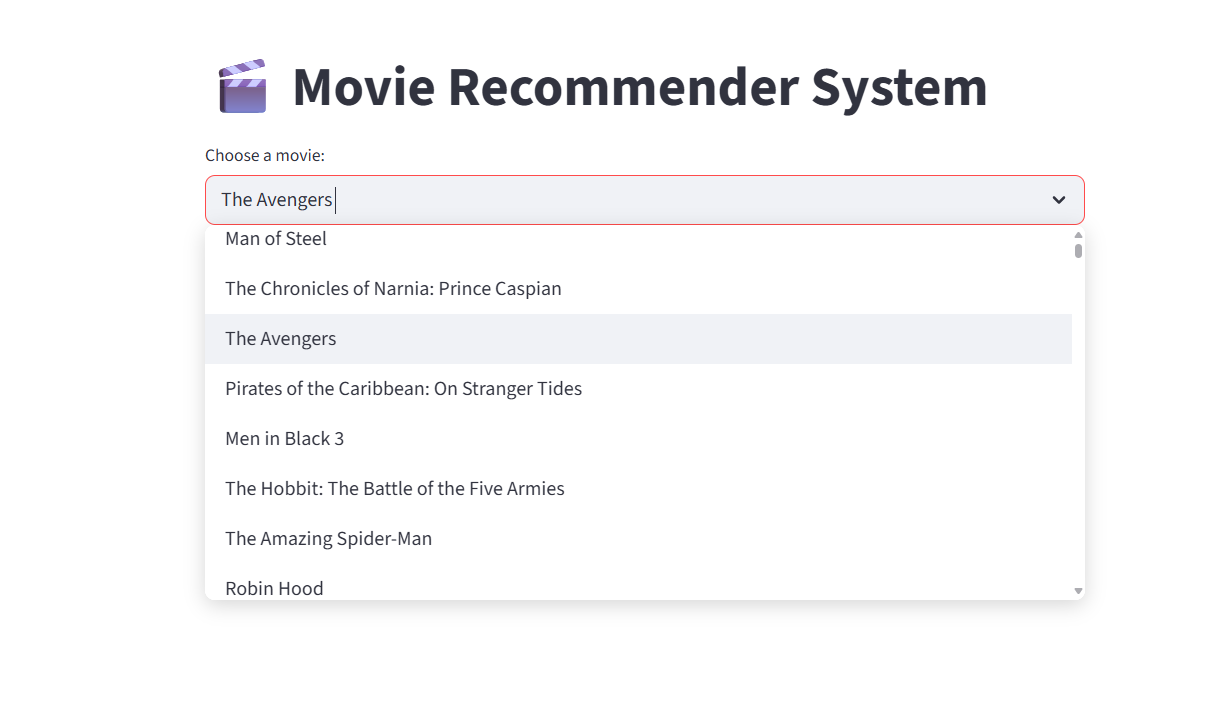 Movie Recommender System
Choose a movie:
The Avengers
Man of Steel
The Chronicles of Narnia: Prince Caspian
The Avengers
Pirates of the Caribbean: On Stranger Tides
Men in Black 3
The Hobbit: The Battle of the Five Armies
The Amazing Spider-Man
Robin Hood